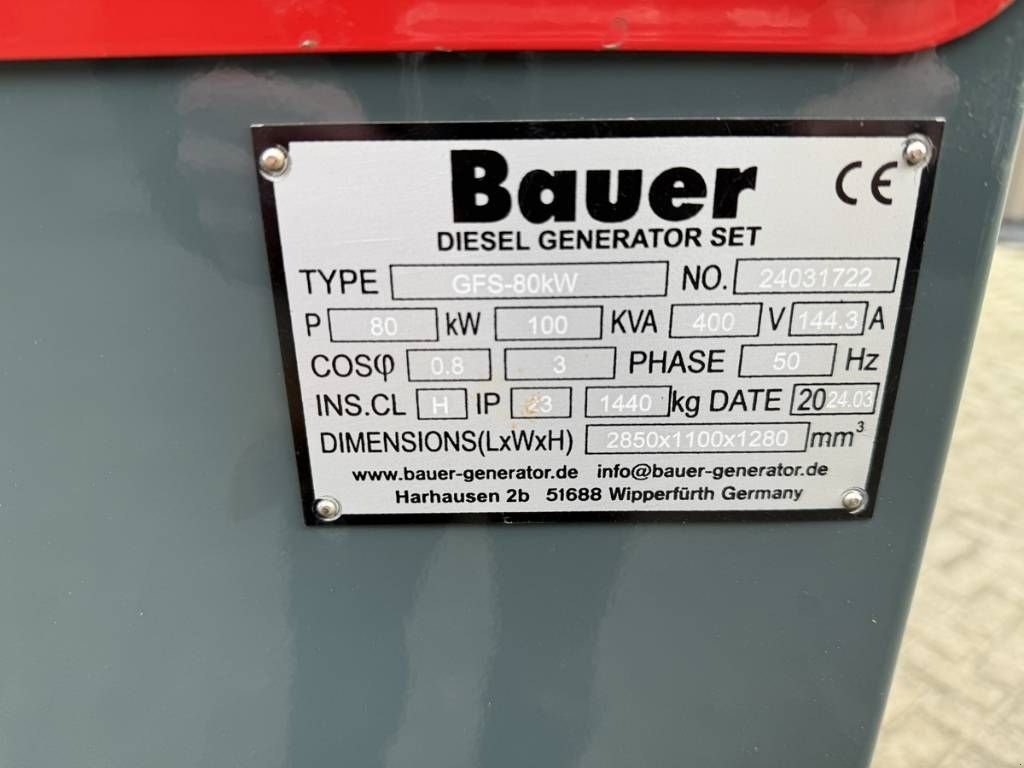 Bauer CE
DIESEL GENERATOR SET
TYPE GFS-80kW NO. 24031722
P 80 kW 100 KVA 400 V 144.3 A
COSφ 0.8 3 PHASE 50 Hz
INS.CL H IP 23 1440 kg DATE 2024.03
DIMENSIONS(LxWxH) 2850x1100x1280 mm³
www.bauer-generator.de info@bauer-generator.de
Harhausen 2b 51688 Wipperfürth Germany